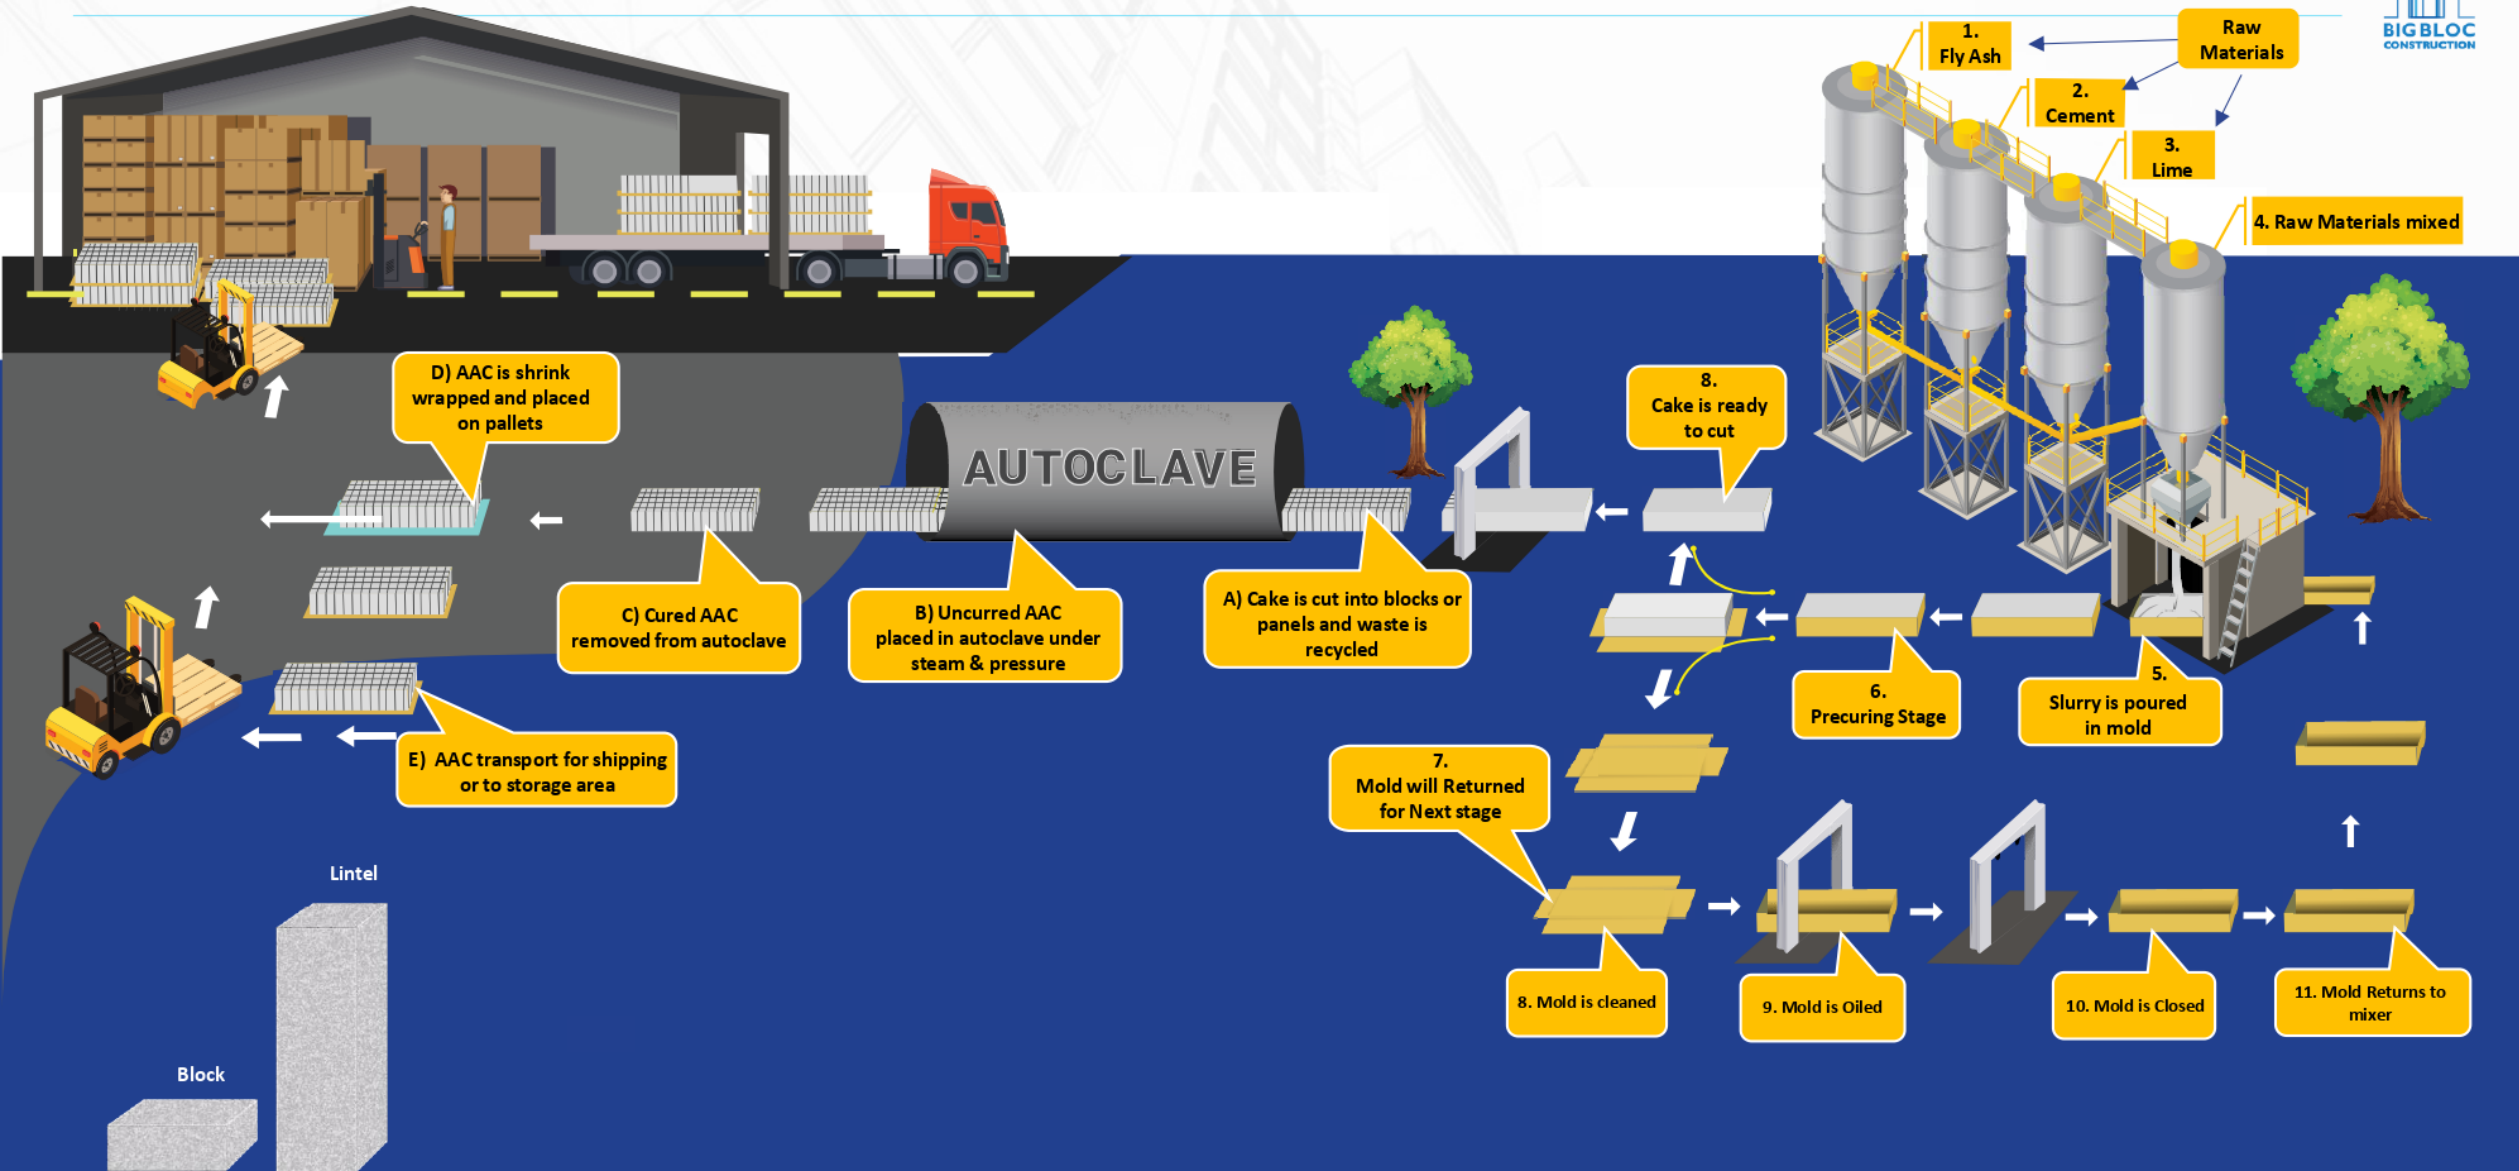 BIGBLOC
CONSTRUCTION
Raw
Materials
1.
Fly Ash
2.
Cement
3.
Lime
4. Raw Materials mixed
5.
Slurry is poured
in mold
6.
Precuring Stage
7.
Mold will Returned
for Next stage
8.
Cake is ready
to cut
8. Mold is cleaned
9. Mold is Oiled
10. Mold is Closed
11. Mold Returns to
mixer
A) Cake is cut into blocks or
panels and waste is
recycled
AUTOCLAVE
B) Uncurred AAC
placed in autoclave under
steam & pressure
C) Cured AAC
removed from autoclave
D) AAC is shrink
wrapped and placed
on pallets
E) AAC transport for shipping
or to storage area
Lintel
Block